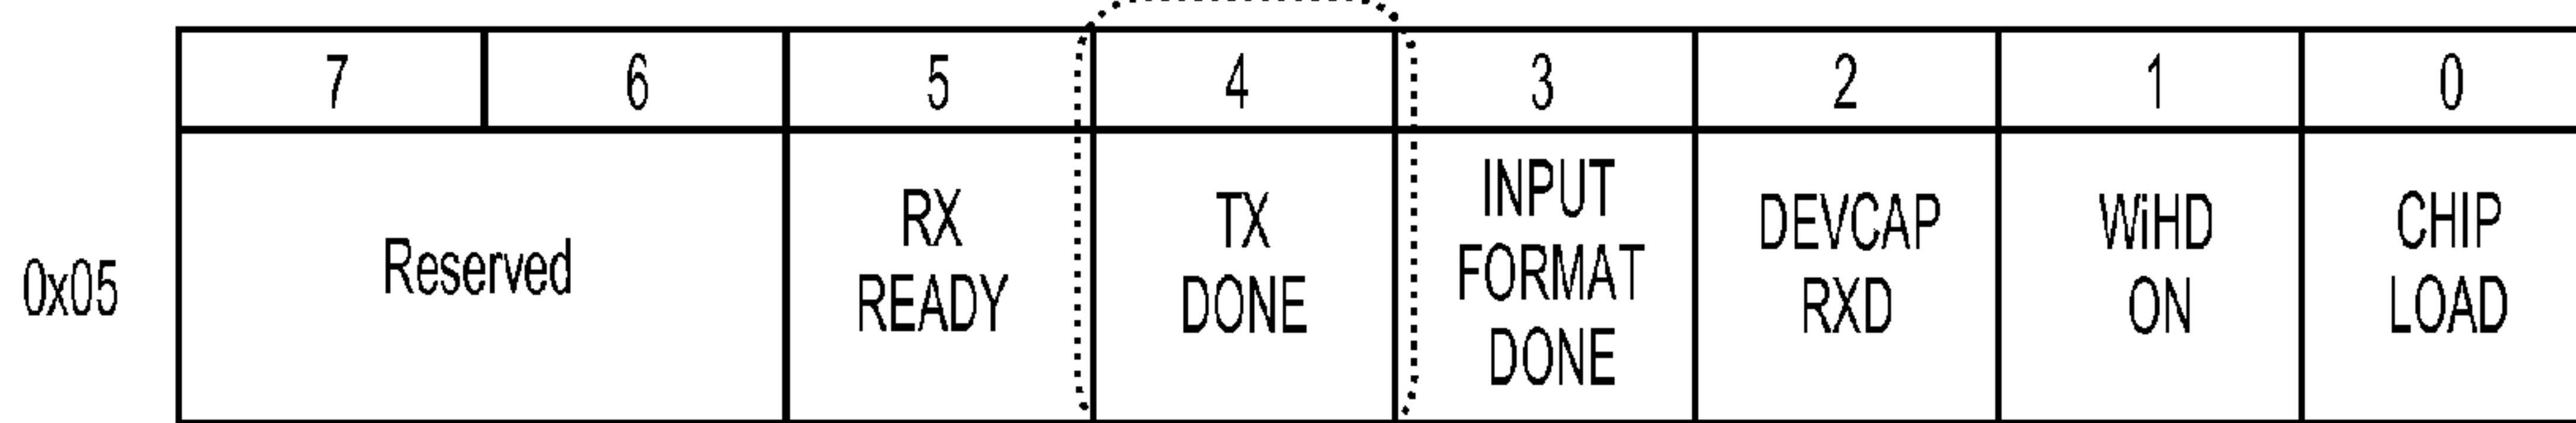 7 6 5 4 3 2 1 0
0x05
Reserved
RX
READY
TX
DONE
INPUT
FORMAT
DONE
DEVCAP
RXD
WiHD
ON
CHIP
LOAD